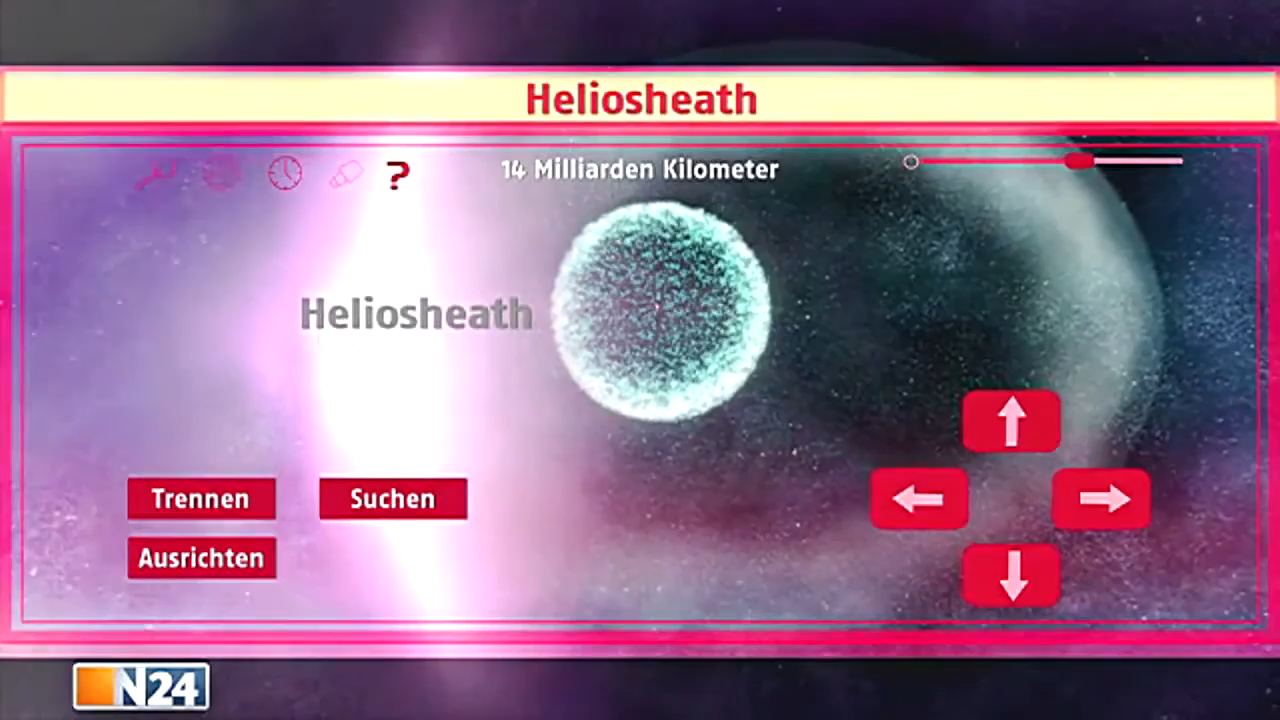 Heliosheath
?
14 Milliarden Kilometer
Heliosheath
Trennen
Suchen
Ausrichten
N24